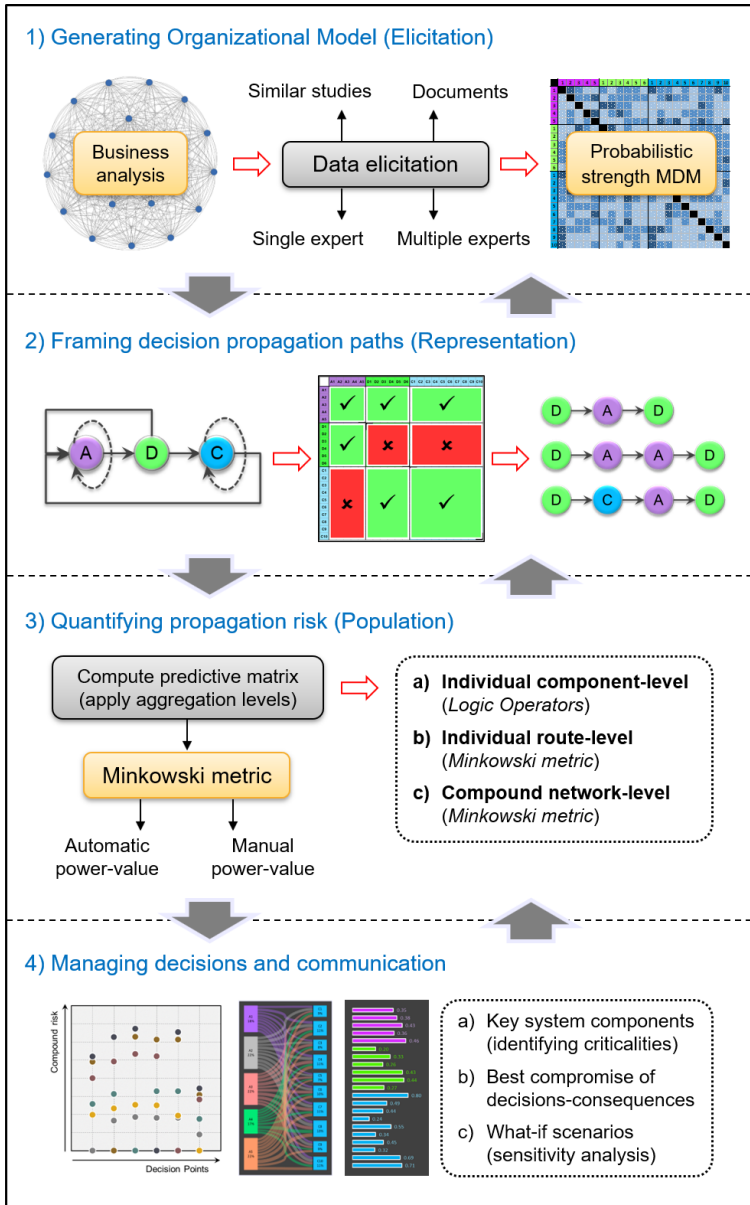 1) Generating Organizational Model (Elicitation)
Similar studies
Documents
Business
analysis
Data elicitation
Probabilistic
strength MDM
Single expert
Multiple experts
2) Framing decision propagation paths (Representation)
A
D
C
D A D
D A A D
D C A D
3) Quantifying propagation risk (Population)
Compute predictive matrix
(apply aggregation levels)
Minkowski metric
Automatic
power-value
Manual
power-value
a) Individual component-level
(Logic Operators)
b) Individual route-level
(Minkowski metric)
c) Compound network-level
(Minkowski metric)
4) Managing decisions and communication
Compound risk
Decision Points
a) Key system components
(identifying criticalities)
b) Best compromise of
decisions-consequences
c) What-if scenarios
(sensitivity analysis)